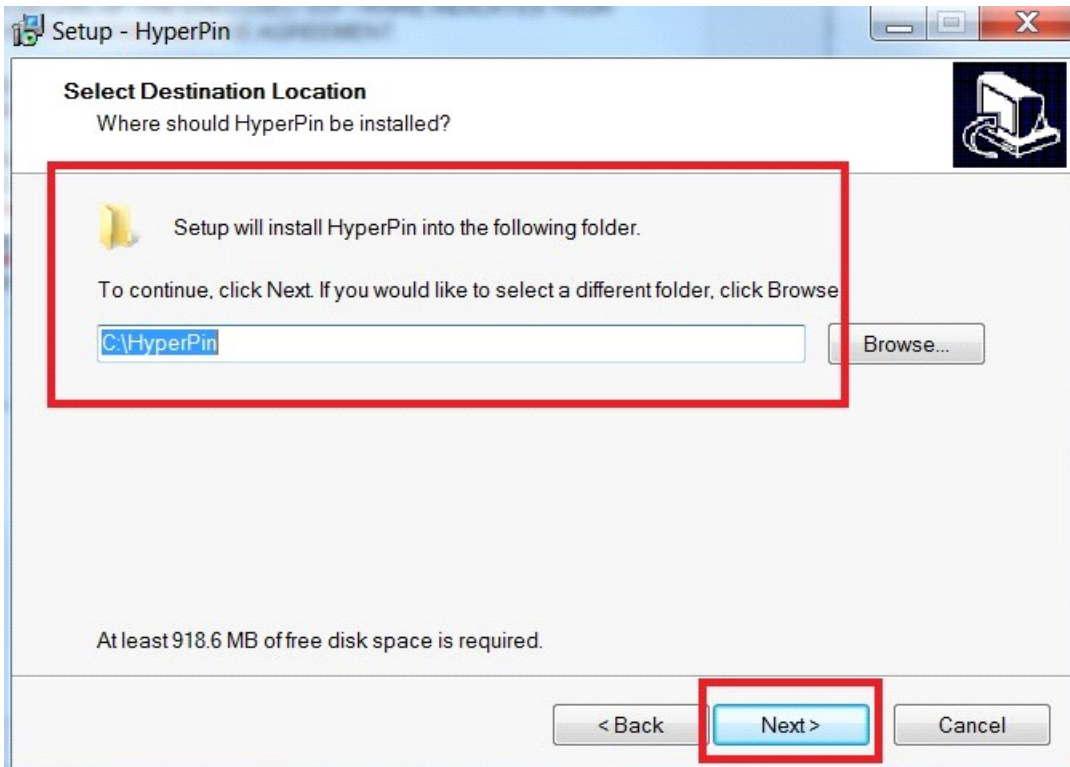 Setup - HyperPin
Select Destination Location
Where should HyperPin be installed?
Setup will install HyperPin into the following folder.
To continue, click Next. If you would like to select a different folder, click Browse
C:\HyperPin
Browse...
At least 918.6 MB of free disk space is required.
< Back
Next >
Cancel